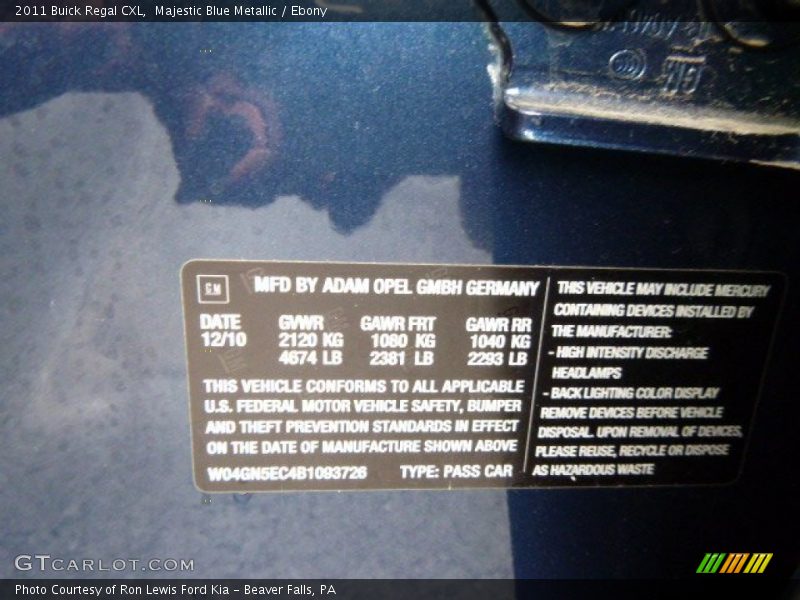 2011 Buick Regal CXL, Majestic Blue Metallic / Ebony
GM
GM
MFD BY ADAM OPEL GMBH GERMANY
DATE GVWR GAWR FRT GAWR RR
12/10 2120 KG 1080 KG 1040 KG
4674 LB 2381 LB 2293 LB
THIS VEHICLE CONFORMS TO ALL APPLICABLE
U.S. FEDERAL MOTOR VEHICLE SAFETY, BUMPER
AND THEFT PREVENTION STANDARDS IN EFFECT
ON THE DATE OF MANUFACTURE SHOWN ABOVE
W04GN5EC4B1083726 TYPE: PASS CAR
THIS VEHICLE MAY INCLUDE MERCURY
CONTAINING DEVICES INSTALLED BY
THE MANUFACTURER:
- HIGH INTENSITY DISCHARGE
HEADLAMPS
- BACK LIGHTING COLOR DISPLAY
REMOVE DEVICES BEFORE VEHICLE
DISPOSAL. UPON REMOVAL OF DEVICES,
PLEASE REUSE, RECYCLE OR DISPOSE
AS HAZARDOUS WASTE
GTCARLOT.COM
Photo Courtesy of Ron Lewis Ford Kia - Beaver Falls, PA